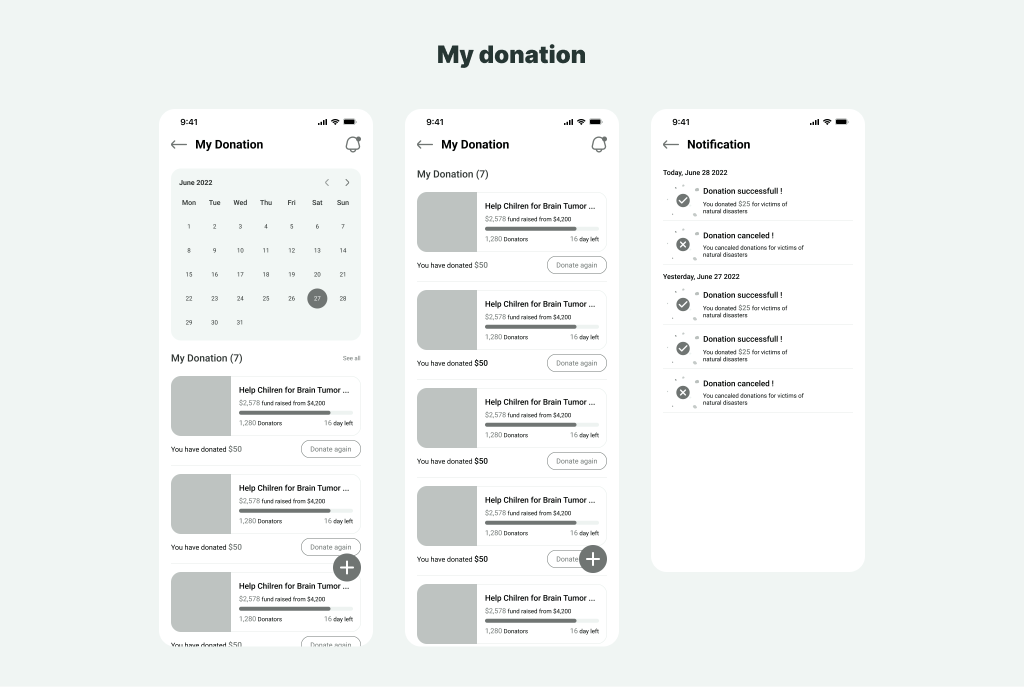 My donation
9:41
My Donation
June 2022
Mon Tue Wed Thu Fri Sat Sun
1 2 3 4 5 6 7
8 9 10 11 12 13 14
15 16 17 18 19 20 21
22 23 24 25 26 27 28
29 30 31
My Donation (7) See all
Help Chilren for Brain Tumor ...
$2,578 fund raised from $4,200
1,280 Donators 16 day left
You have donated $50 Donate again
Help Chilren for Brain Tumor ...
$2,578 fund raised from $4,200
1,280 Donators 16 day left
You have donated $50 Donate again
Help Chilren for Brain Tumor ...
$2,578 fund raised from $4,200
1,280 Donators 16 day left
You have donated $50 Donate again
9:41
My Donation
My Donation (7)
Help Chilren for Brain Tumor ...
$2,578 fund raised from $4,200
1,280 Donators 16 day left
You have donated $50 Donate again
Help Chilren for Brain Tumor ...
$2,578 fund raised from $4,200
1,280 Donators 16 day left
You have donated $50 Donate again
Help Chilren for Brain Tumor ...
$2,578 fund raised from $4,200
1,280 Donators 16 day left
You have donated $50 Donate again
Help Chilren for Brain Tumor ...
$2,578 fund raised from $4,200
1,280 Donators 16 day left
You have donated $50 Donate
Help Chilren for Brain Tumor ...
$2,578 fund raised from $4,200
1,280 Donators 16 day left
9:41
Notification
Today, June 28 2022
Donation successfull !
You donated $25 for victims of
natural disasters
Donation canceled !
You cancaled donations for victims of
natural disasters
Yesterday, June 27 2022
Donation successfull !
You donated $25 for victims of
natural disasters
Donation successfull !
You donated $25 for victims of
natural disasters
Donation canceled !
You cancaled donations for victims of
natural disasters